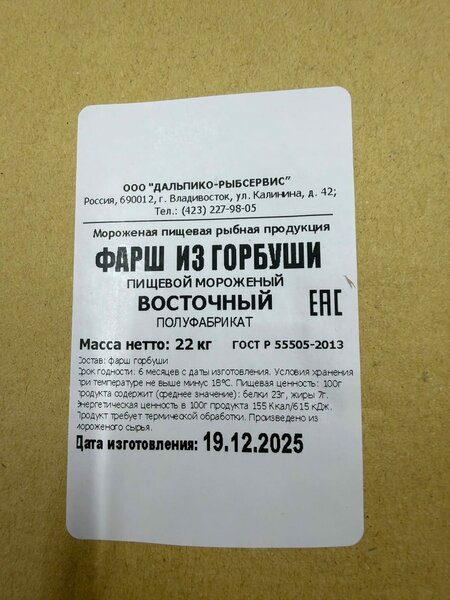 ООО "ДАЛЬПИКО-РЫБСЕРВИС"
Россия, 690012, г. Владивосток, ул. Калинина, д. 42;
Тел.: (423) 227-98-05
Мороженая пищевая рыбная продукция
ФАРШ ИЗ ГОРБУШИ
ПИЩЕВОЙ МОРОЖЕНЫЙ
ВОСТОЧНЫЙ
ПОЛУФАБРИКАТ
ЕАС
Масса нетто: 22 кг ГОСТ Р 55505-2013
Состав: фарш горбуши
Срок годности: 6 месяцев с даты изготовления. Условия хранения
при температуре не выше минус 18°С. Пищевая ценность: 100г
продукта содержит (среднее значение): белки 23г, жиры 7г.
Энергетическая ценность в 100г продукта 155 Ккал/615 кДж.
Продукт требует термической обработки. Произведено из
мороженого сырья.
Дата изготовления: 19.12.2025